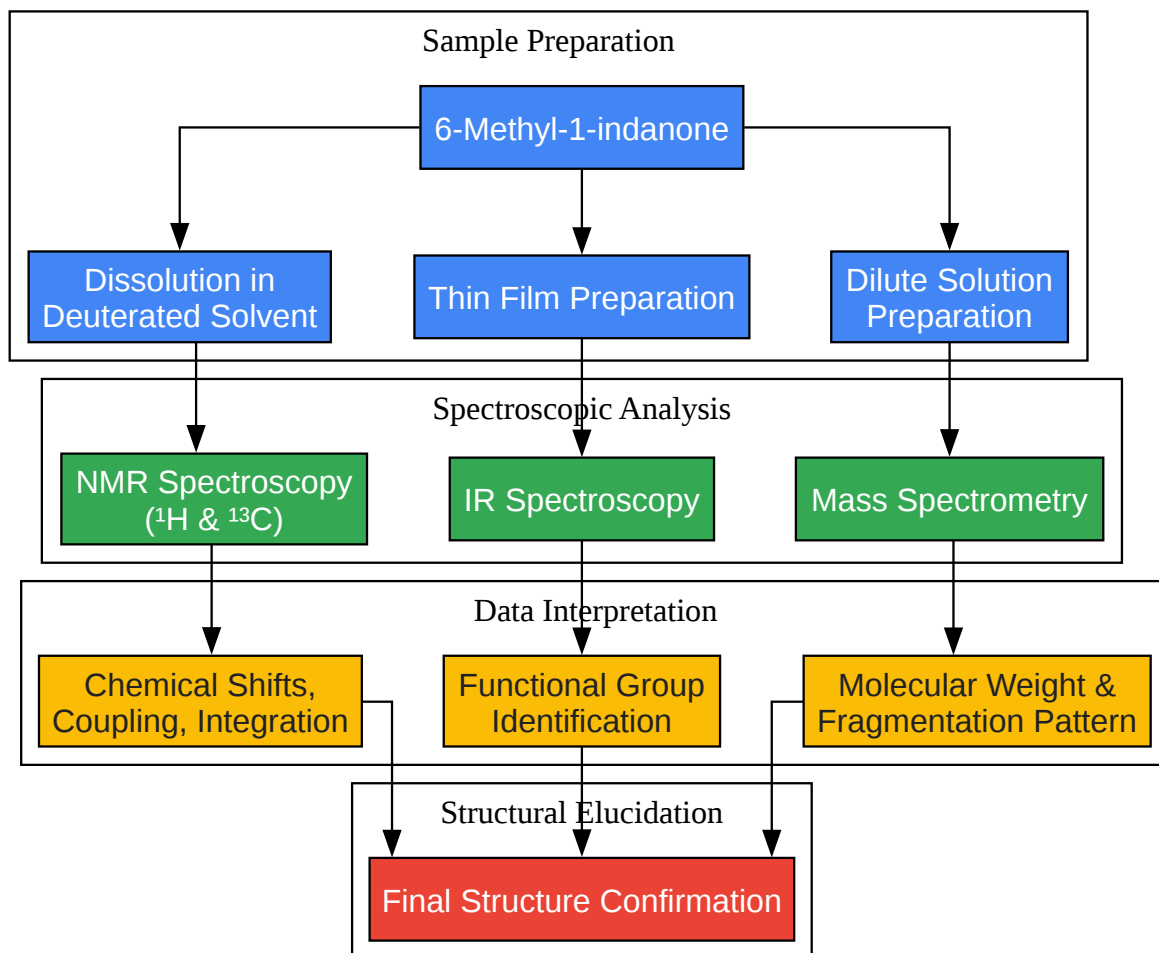 Sample Preparation
6-Methyl-1-indanone
Dissolution in
Deuterated Solvent
Thin Film Preparation
Dilute Solution
Preparation
Spectroscopic Analysis
NMR Spectroscopy
(¹H & ¹³C)
IR Spectroscopy
Mass Spectrometry
Data Interpretation
Chemical Shifts,
Coupling, Integration
Functional Group
Identification
Molecular Weight &
Fragmentation Pattern
Structural Elucidation
Final Structure Confirmation